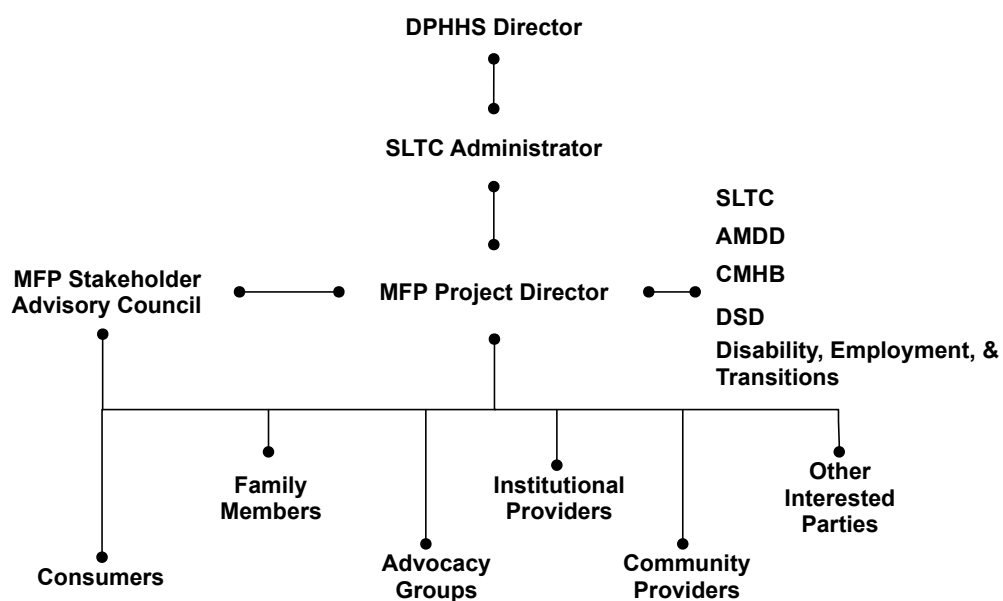 DPHHS Director
SLTC Administrator
SLTC
AMDD
CMHB
DSD
Disability, Employment, &
Transitions
MFP Stakeholder
Advisory Council
MFP Project Director
Family
Members
Institutional
Providers
Other
Interested
Parties
Consumers
Advocacy
Groups
Community
Providers